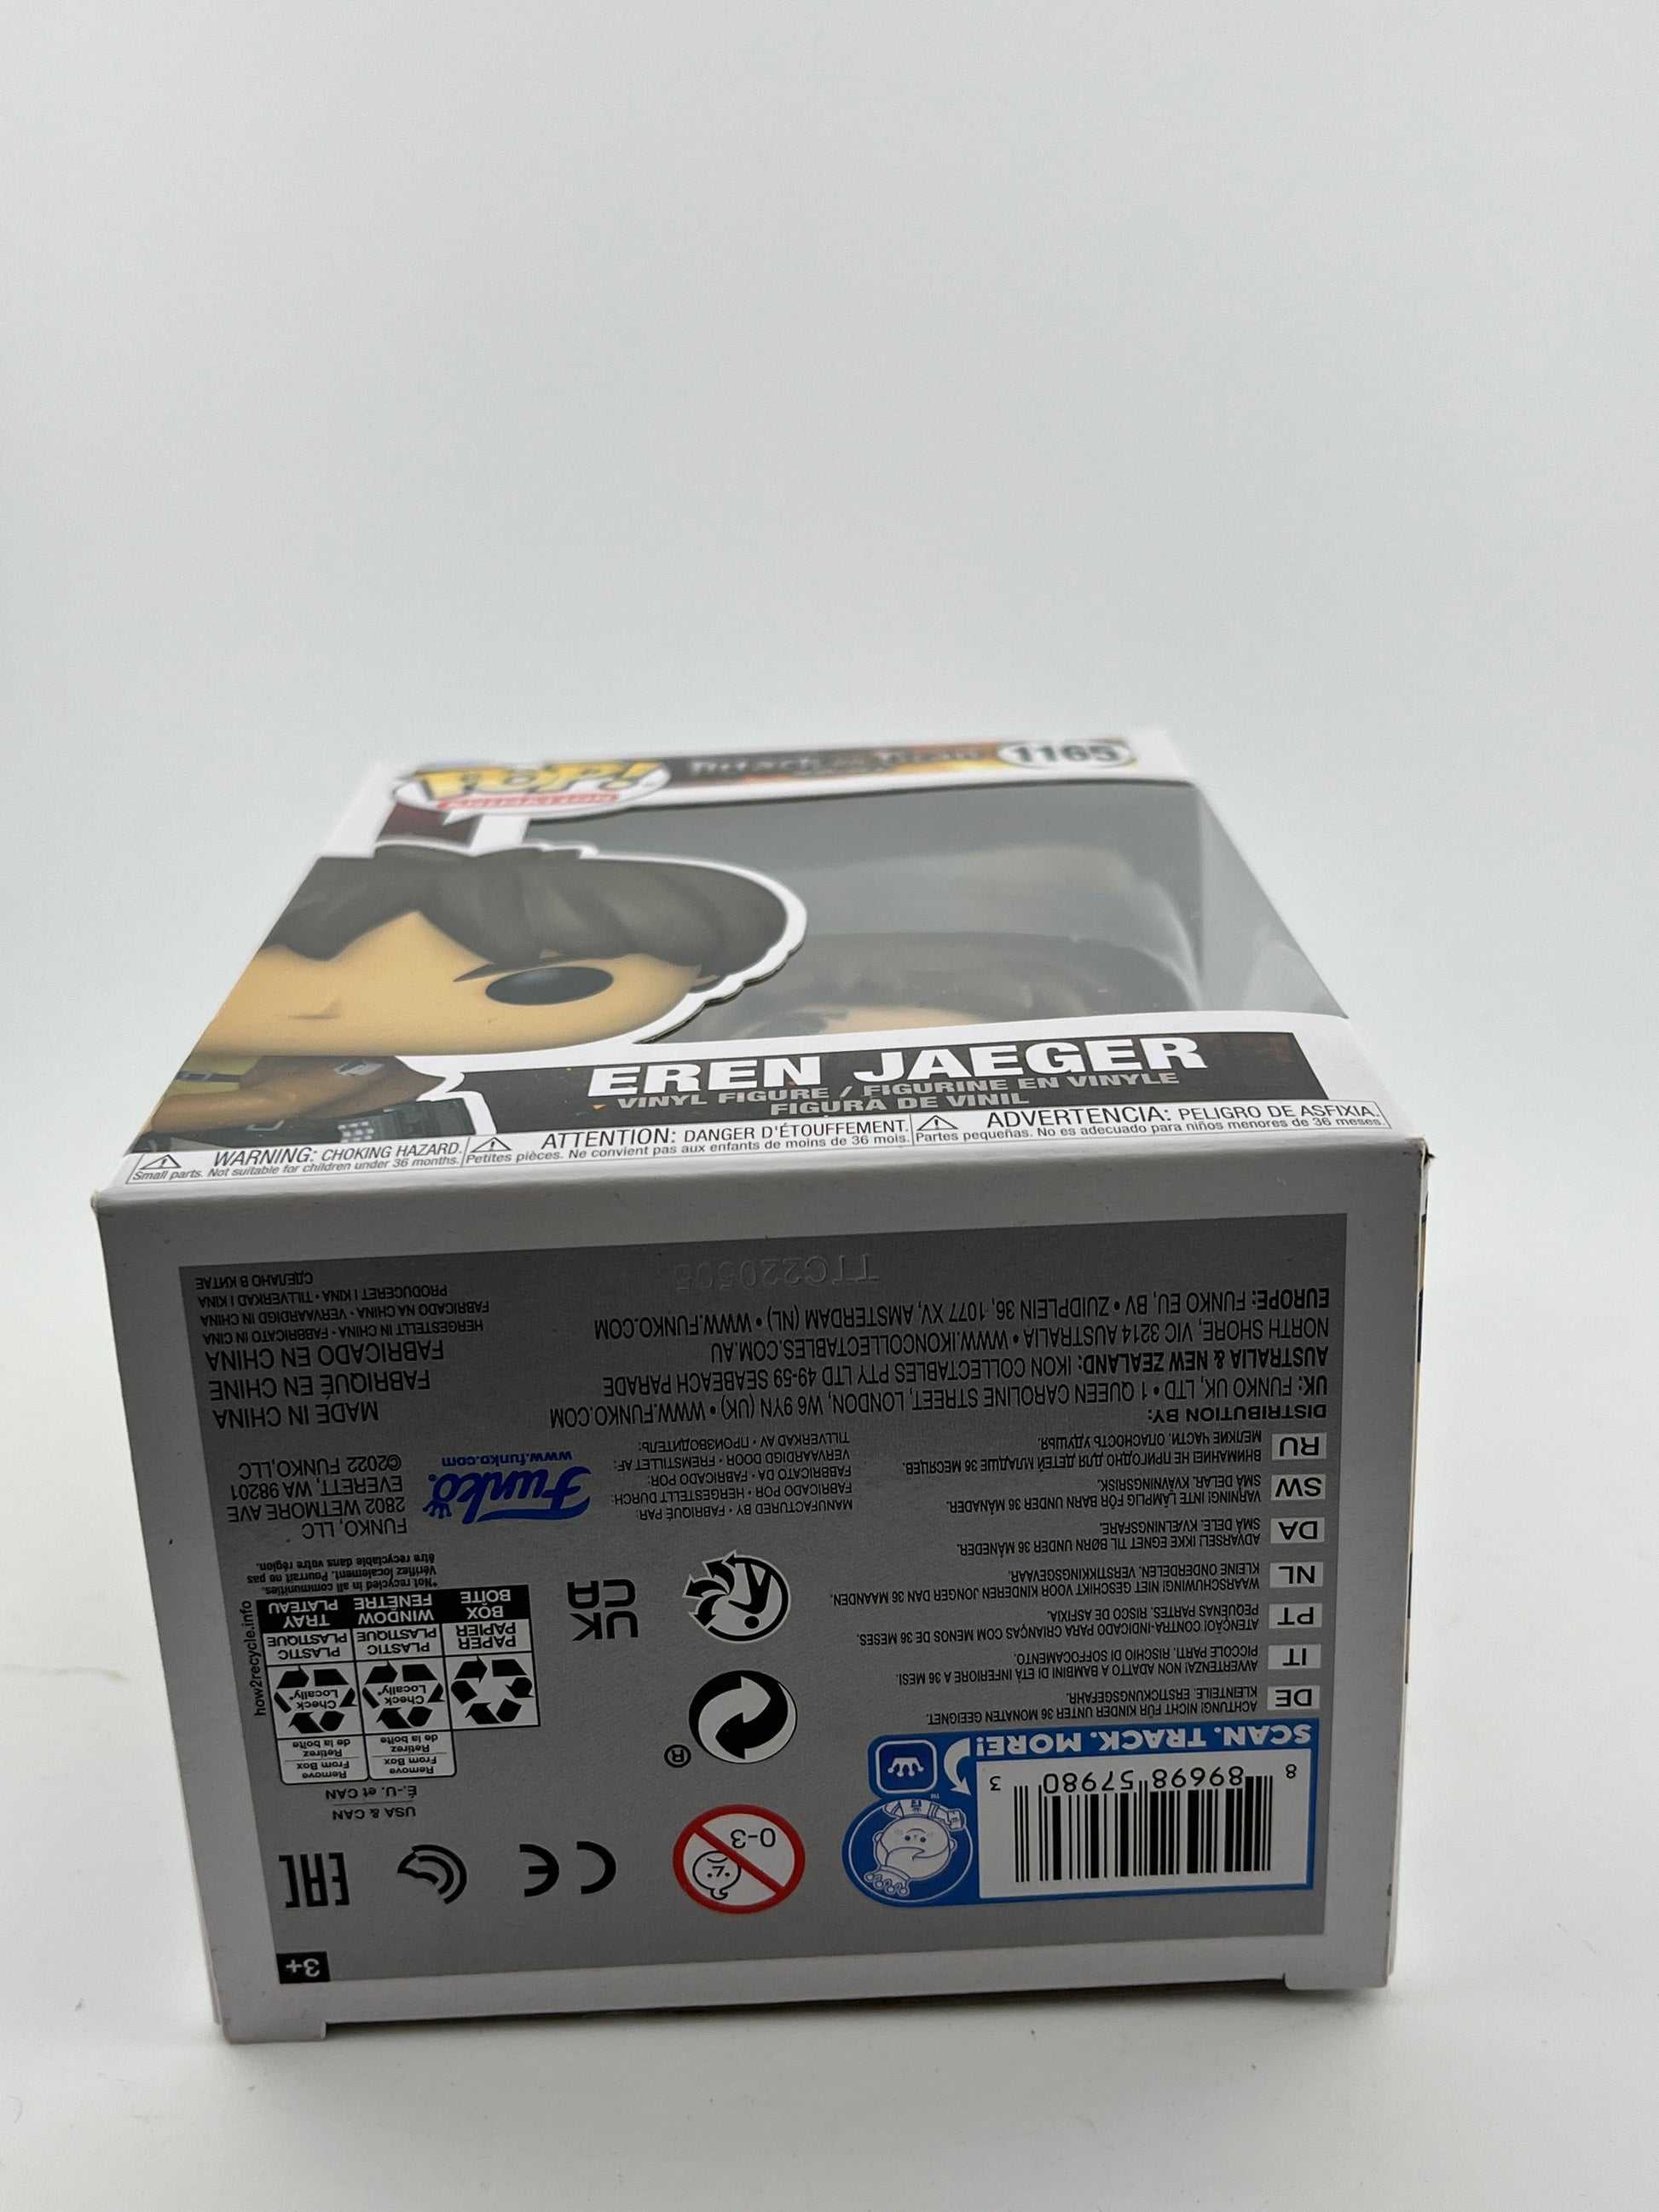 POP!
ANIMATION
Attack on Titan
1165
EREN JAEGER
VINYL FIGURE / FIGURINE EN VINYLE
FIGURA DE VINIL
WARNING: CHOKING HAZARD.
Small parts. Not suitable for children under 36 months.
ATTENTION: DANGER D'ÉTOUFFEMENT.
Petites pièces. Ne convient pas aux enfants de moins de 36 mois.
ADVERTENCIA: PELIGRO DE ASFIXIA.
Partes pequeñas. No es adecuado para niños menores de 36 meses.
3+
8 89698 57980 3
SCAN. TRACK. MORE!
0-3
CE
EAC
USA & CAN
É.-U. et CAN
Remove
From Box
Retirez
de la boîte
Remove
From Box
Retirez
de la boîte
Check
Locally*
Check
Locally*
PAPER
PAPIER
BOX
BOÎTE
PLASTIC
PLASTIQUE
WINDOW
FENÊTRE
PLASTIC
PLASTIQUE
TRAY
PLATEAU
how2recycle.info
*Not recycled in all communities.
Vérifiez localement. Pourrait ne pas
être recyclable dans votre région.
®
UK
CA
DE
ACHTUNG! NICHT FÜR KINDER UNTER 36 MONATEN GEEIGNET.
KLEINTEILE. ERSTICKUNGSGEFAHR.
IT
AVVERTENZA! NON ADATTO A BAMBINI DI ETÀ INFERIORE A 36 MESI.
PICCOLE PARTI. RISCHIO DI SOFFOCAMENTO.
PT
ATENÇÃO! CONTRA-INDICADO PARA CRIANÇAS COM MENOS DE 36 MESES.
PEQUENAS PARTES. RISCO DE ASFIXIA.
NL
WAARSCHUWING! NIET GESCHIKT VOOR KINDEREN JONGER DAN 36 MAANDEN.
KLEINE ONDERDELEN. VERSTIKKINGSGEVAAR.
DA
ADVARSEL! IKKE EGNET TIL BØRN UNDER 36 MÅNEDER.
SMÅ DELE. KVÆLNINGSFARE.
SW
VARNING! INTE LÄMPLIG FÖR BARN UNDER 36 MÅNADER.
SMÅ DELAR. KVÄVNINGSRISK.
RU
ВНИМАНИЕ! НЕ ПРИГОДНО ДЛЯ ДЕТЕЙ МЛАДШЕ 36 МЕСЯЦЕВ.
МЕЛКИЕ ЧАСТИ. ОПАСНОСТЬ УДУШЬЯ.
MANUFACTURED BY • FABRIQUÉ PAR:
FABRICADO POR • HERGESTELLT DURCH:
FABBRICATO DA • FABRICADO POR:
VERVAARDIGD DOOR • FREMSTILLET AF:
TILLVERKAD AV • ПРОИЗВОДИТЕЛЬ:
Funko
www.funko.com
FUNKO, LLC
2802 WETMORE AVE
EVERETT, WA 98201
©2022 FUNKO,LLC
DISTRIBUTION BY:
UK: FUNKO UK, LTD • 1 QUEEN CAROLINE STREET, LONDON, W6 9YN (UK) • WWW.FUNKO.COM
AUSTRALIA & NEW ZEALAND: IKON COLLECTABLES PTY LTD 49-59 SEABEACH PARADE
NORTH SHORE, VIC 3214 AUSTRALIA • WWW.IKONCOLLECTABLES.COM.AU
EUROPE: FUNKO EU, BV • ZUIDPLEIN 36, 1077 XV, AMSTERDAM (NL) • WWW.FUNKO.COM
MADE IN CHINA
FABRIQUÉ EN CHINE
FABRICADO EN CHINA
HERGESTELLT IN CHINA • FABBRICATO IN CINA
FABRICADO NA CHINA • VERVAARDIGD IN CHINA
PRODUCERET I KINA • TILLVERKAD I KINA
СДЕЛАНО В КИТАЕ
TTC220505